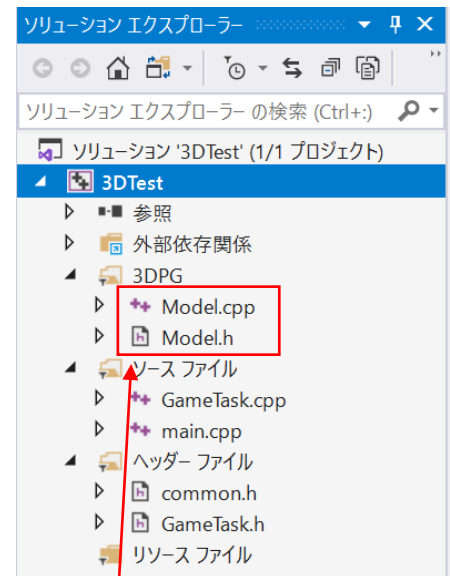 ソリューション エクスプローラー
ソリューション エクスプローラー の検索 (Ctrl+:)
ソリューション '3DTest' (1/1 プロジェクト)
3DTest
参照
外部依存関係
3DPG
Model.cpp
Model.h
ソース ファイル
GameTask.cpp
main.cpp
ヘッダー ファイル
common.h
GameTask.h
リソース ファイル